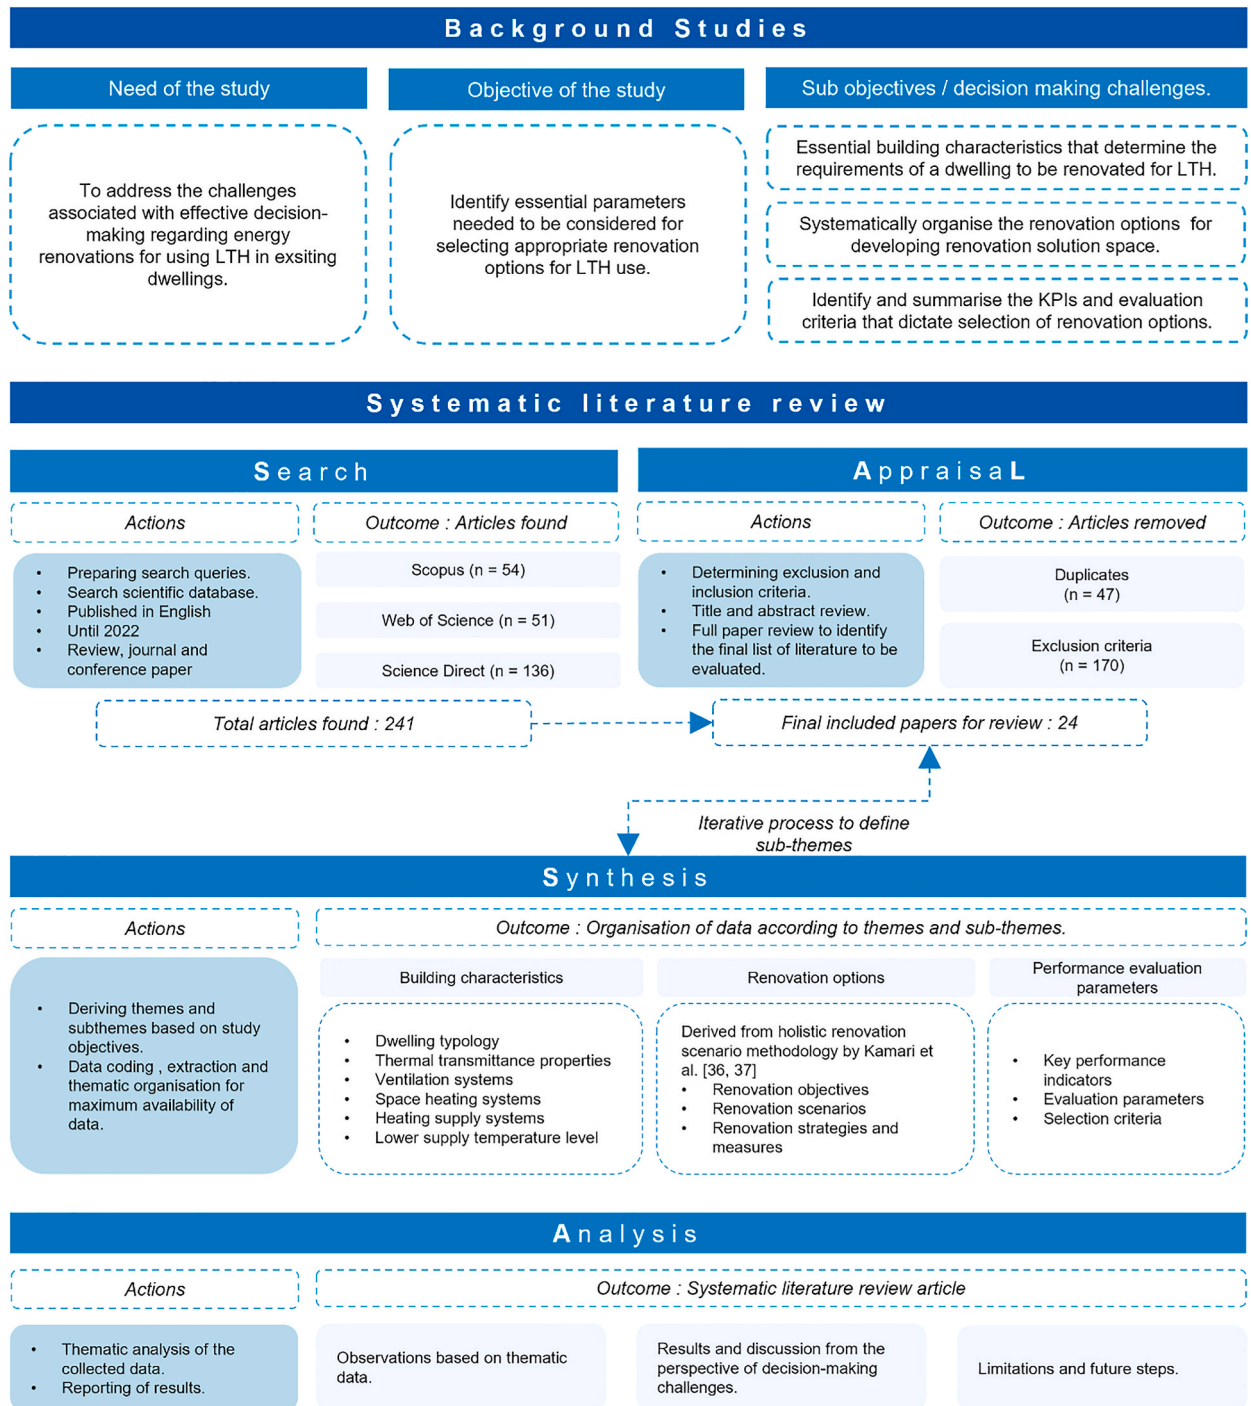 Background Studies
Need of the study
To address the challenges
associated with effective decision-
making regarding energy
renovations for using LTH in exsiting
dwellings.
Objective of the study
Identify essential parameters
needed to be considered for
selecting appropriate renovation
options for LTH use.
Sub objectives / decision making challenges.
Essential building characteristics that determine the
requirements of a dwelling to be renovated for LTH.
Systematically organise the renovation options for
developing renovation solution space.
Identify and summarise the KPIs and evaluation
criteria that dictate selection of renovation options.
Systematic literature review
Search
Actions
• Preparing search queries.
• Search scientific database.
• Published in English
• Until 2022
• Review, journal and
conference paper
Outcome : Articles found
Scopus (n = 54)
Web of Science (n = 51)
Science Direct (n = 136)
Total articles found : 241
AppraisaL
Actions
• Determining exclusion and
inclusion criteria.
• Title and abstract review.
• Full paper review to identify
the final list of literature to be
evaluated.
Outcome : Articles removed
Duplicates
(n = 47)
Exclusion criteria
(n = 170)
Final included papers for review : 24
Iterative process to define
sub-themes
Synthesis
Actions
• Deriving themes and
subthemes based on study
objectives.
• Data coding , extraction and
thematic organisation for
maximum availability of
data.
Outcome : Organisation of data according to themes and sub-themes.
Building characteristics
• Dwelling typology
• Thermal transmittance properties
• Ventilation systems
• Space heating systems
• Heating supply systems
• Lower supply temperature level
Renovation options
Derived from holistic renovation
scenario methodology by Kamari et
al. [36, 37]
• Renovation objectives
• Renovation scenarios
• Renovation strategies and
measures
Performance evaluation
parameters
• Key performance
indicators
• Evaluation parameters
• Selection criteria
Analysis
Actions
• Thematic analysis of the
collected data.
• Reporting of results.
Outcome : Systematic literature review article
Observations based on thematic
data.
Results and discussion from the
perspective of decision-making
challenges.
Limitations and future steps.